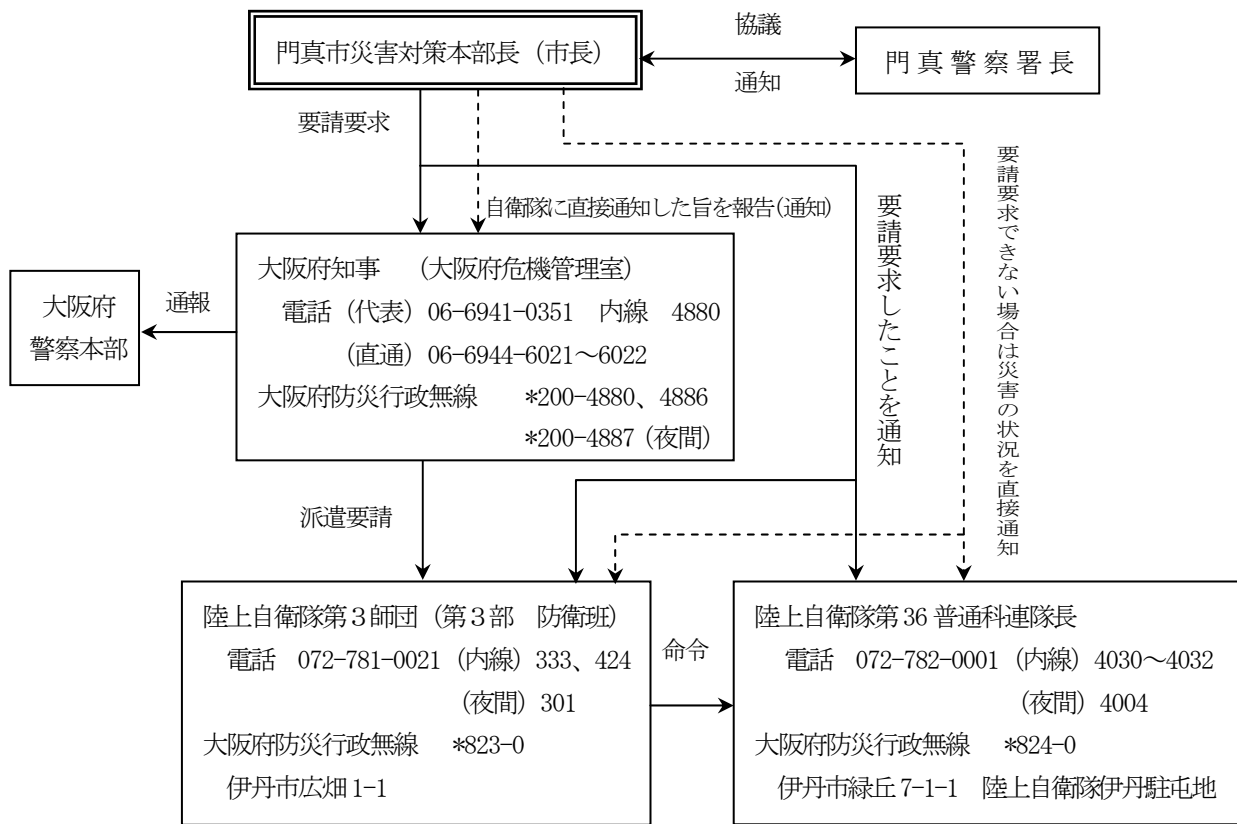 門真市災害対策本部長（市長）
協議
通知
門真警察署長
要請要求
自衛隊に直接通知した旨を報告(通知)
要請要求したことを通知
要請要求できない場合は災害の状況を直接通知
大阪府知事　（大阪府危機管理室）
電話（代表）06-6941-0351　内線　4880
（直通）06-6944-6021～6022
大阪府防災行政無線　*200-4880、4886
*200-4887（夜間）
通報
大阪府
警察本部
派遣要請
陸上自衛隊第３師団（第３部　防衛班）
電話　072-781-0021（内線）333、424
（夜間）301
大阪府防災行政無線　*823-0
伊丹市広畑1-1
命令
陸上自衛隊第36普通科連隊長
電話　072-782-0001（内線）4030～4032
（夜間）4004
大阪府防災行政無線　*824-0
伊丹市緑丘7-1-1　陸上自衛隊伊丹駐屯地